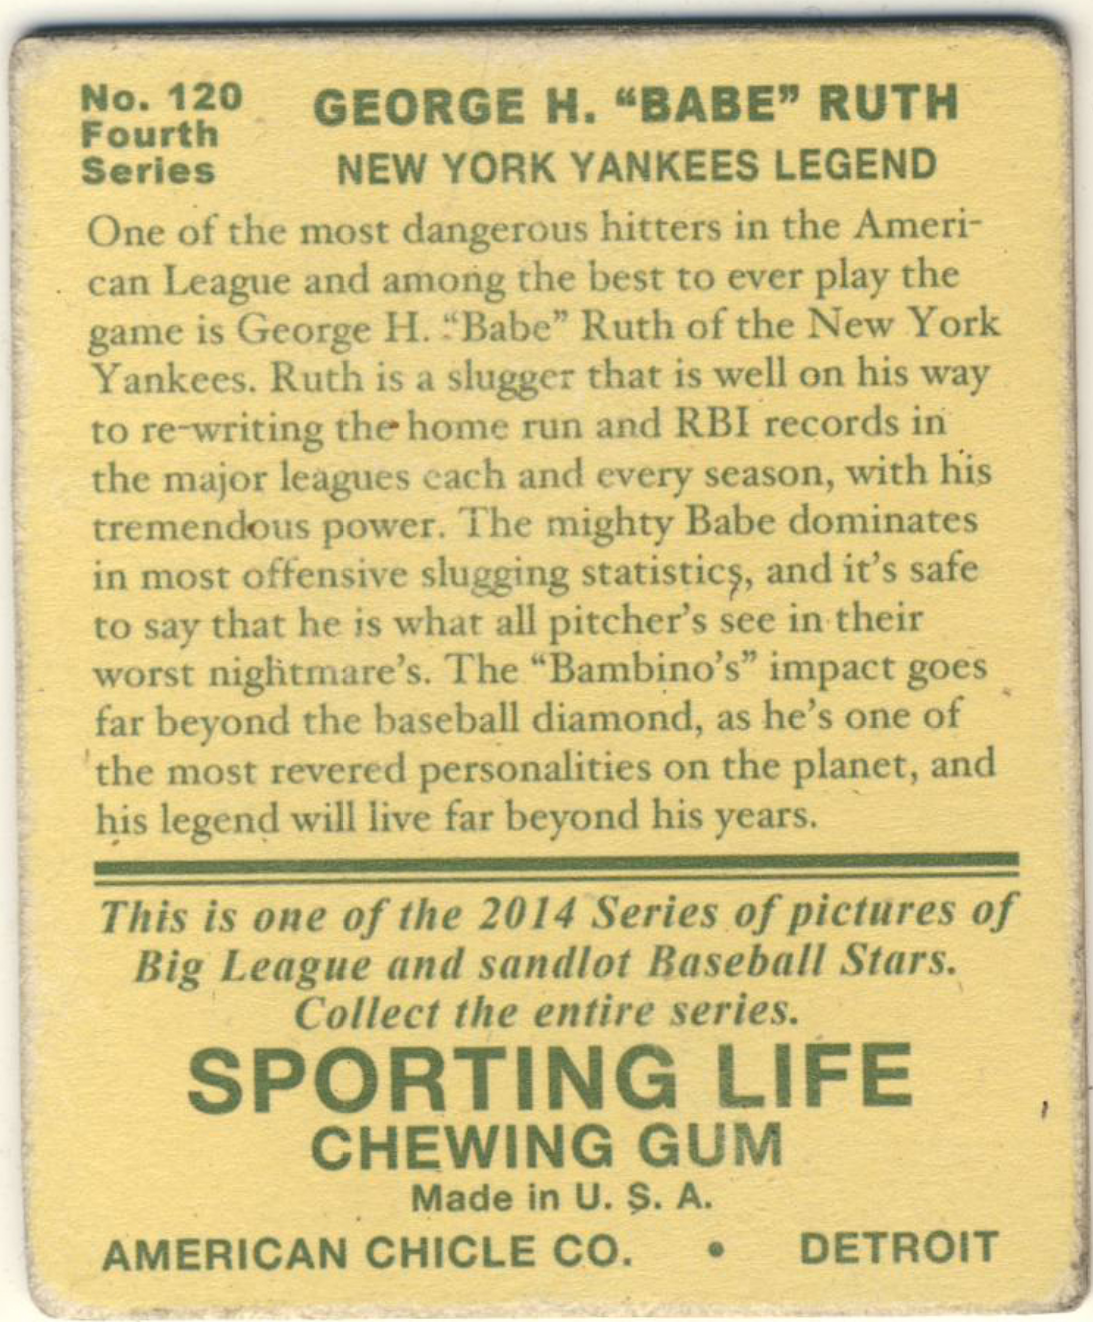 No. 120
Fourth
Series
GEORGE H. “BABE” RUTH
NEW YORK YANKEES LEGEND
One of the most dangerous hitters in the Ameri-
can League and among the best to ever play the
game is George H. “Babe” Ruth of the New York
Yankees. Ruth is a slugger that is well on his way
to re-writing the home run and RBI records in
the major leagues each and every season, with his
tremendous power. The mighty Babe dominates
in most offensive slugging statistics, and it’s safe
to say that he is what all pitcher’s see in their
worst nightmare’s. The “Bambino’s” impact goes
far beyond the baseball diamond, as he’s one of
the most revered personalities on the planet, and
his legend will live far beyond his years.
This is one of the 2014 Series of pictures of
Big League and sandlot Baseball Stars.
Collect the entire series.
SPORTING LIFE
CHEWING GUM
Made in U. S. A.
AMERICAN CHICLE CO. • DETROIT